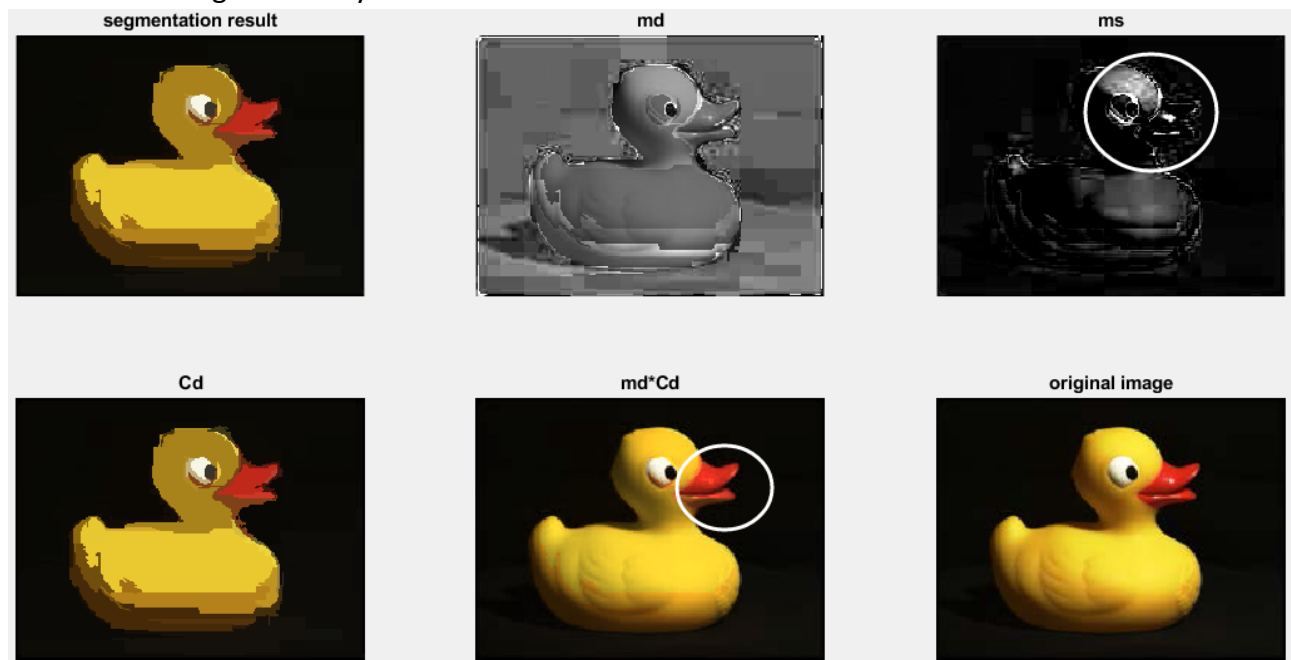 segmentation result
md
ms
Cd
md*Cd
original image